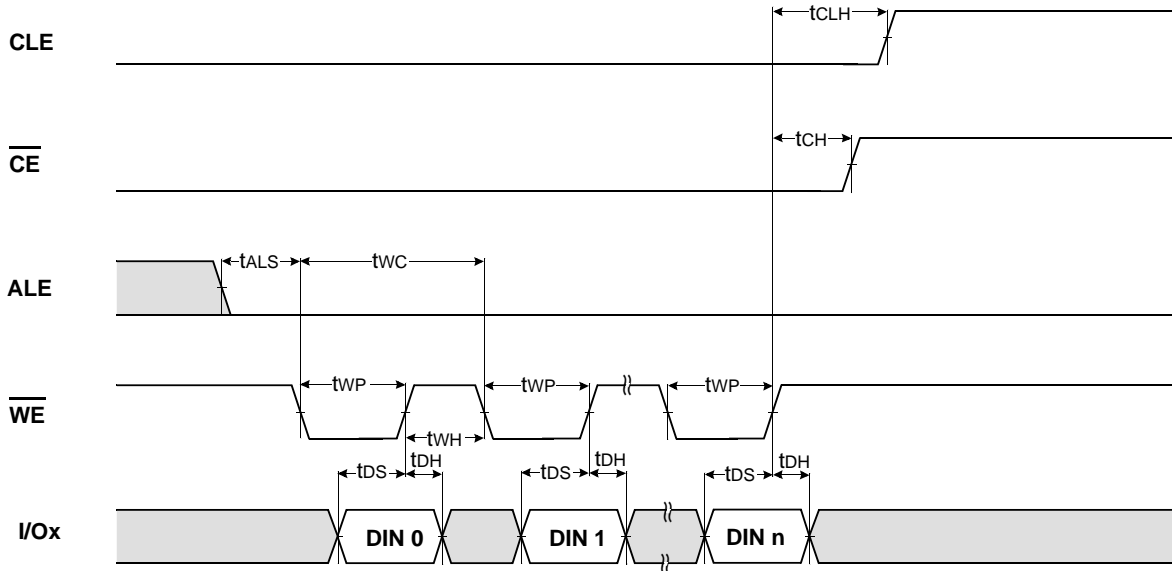 tCLH
CLE
tCH
CE
tALS tWC
ALE
tWP tWP tWP
WE
tWH
tDS tDH tDS tDH tDS tDH
I/Ox DIN 0 DIN 1 DIN n